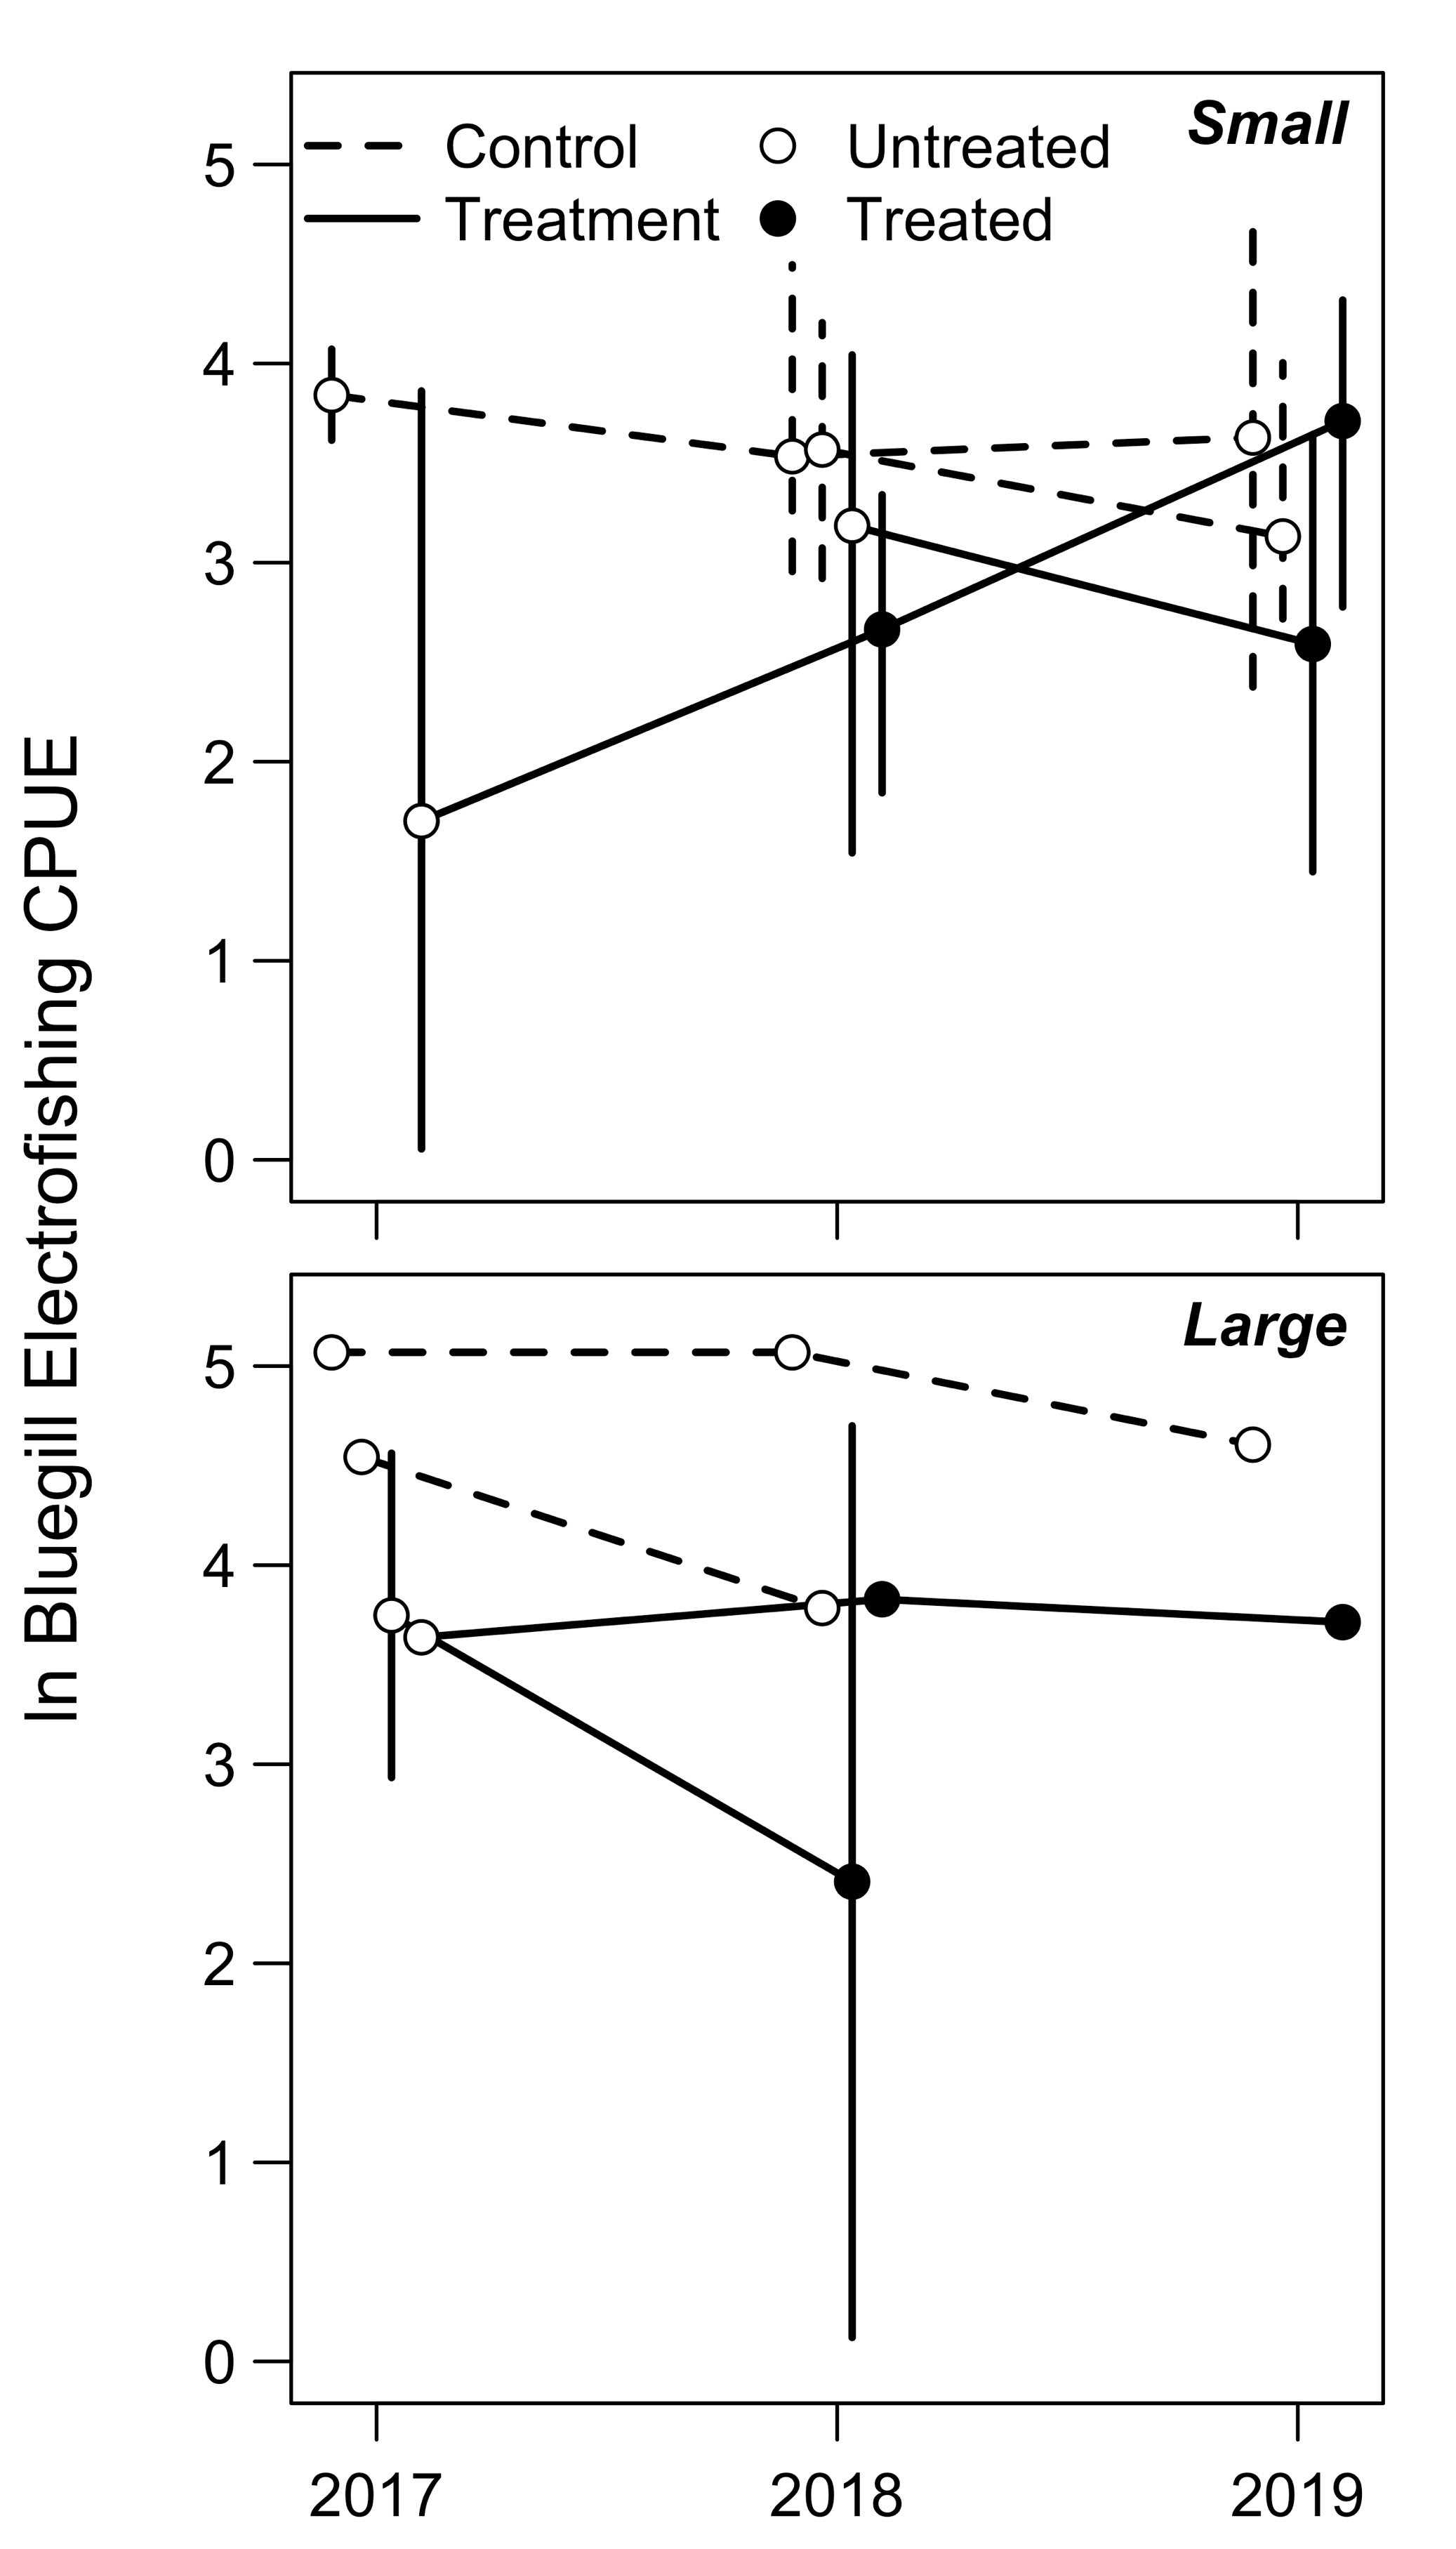 ln Bluegill Electrofishing CPUE
Small
Control
Untreated
Treatment
Treated
5
4
3
2
1
0
Large
5
4
3
2
1
0
2017
2018
2019